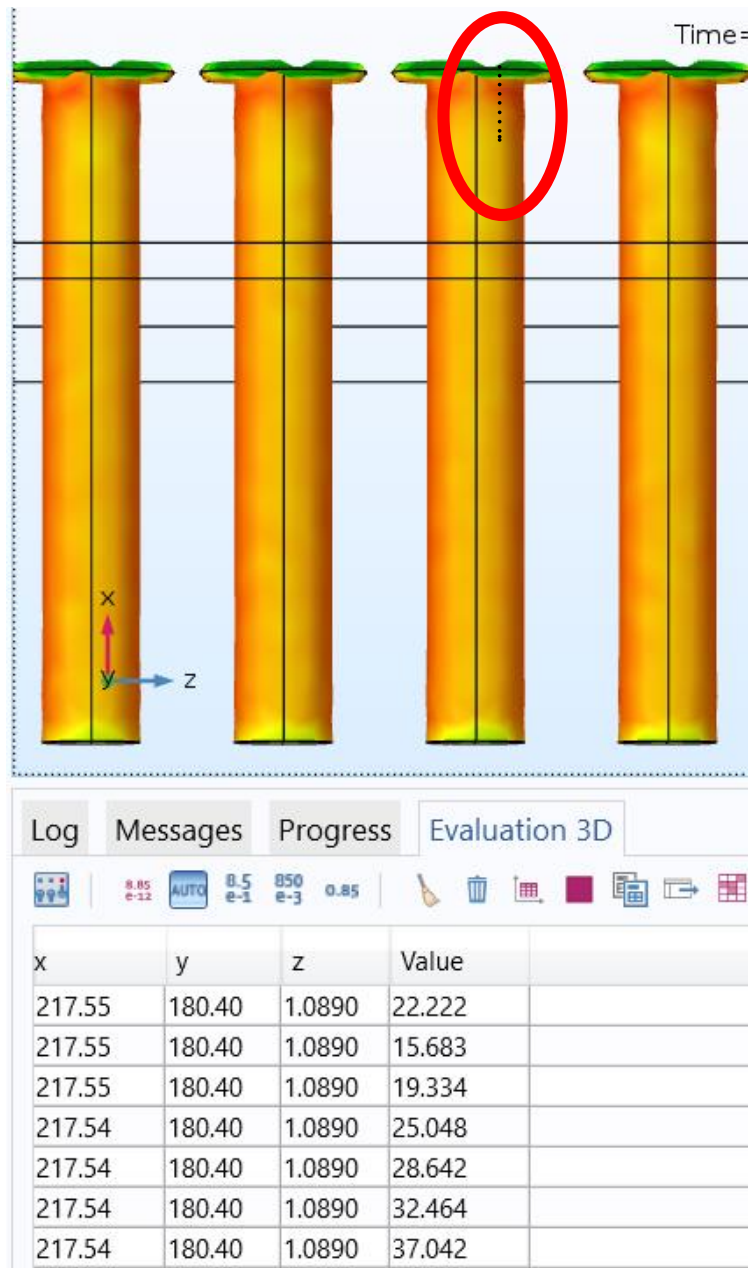 Time=
x
y z
Log Messages Progress Evaluation 3D
8.85 e-12 AUTO 8.5 e-1 850 e-3 0.85
x y z Value
217.55 180.40 1.0890 22.222
217.55 180.40 1.0890 15.683
217.55 180.40 1.0890 19.334
217.54 180.40 1.0890 25.048
217.54 180.40 1.0890 28.642
217.54 180.40 1.0890 32.464
217.54 180.40 1.0890 37.042